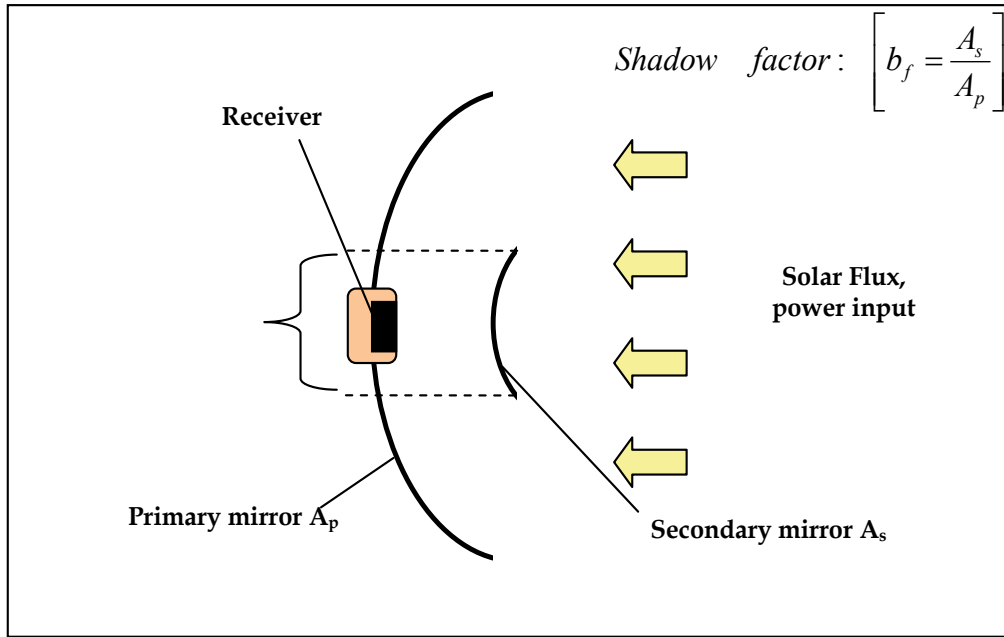 Shadow factor: [b_f = A_s / A_p]
Receiver
Solar Flux,
power input
Primary mirror A_p
Secondary mirror A_s